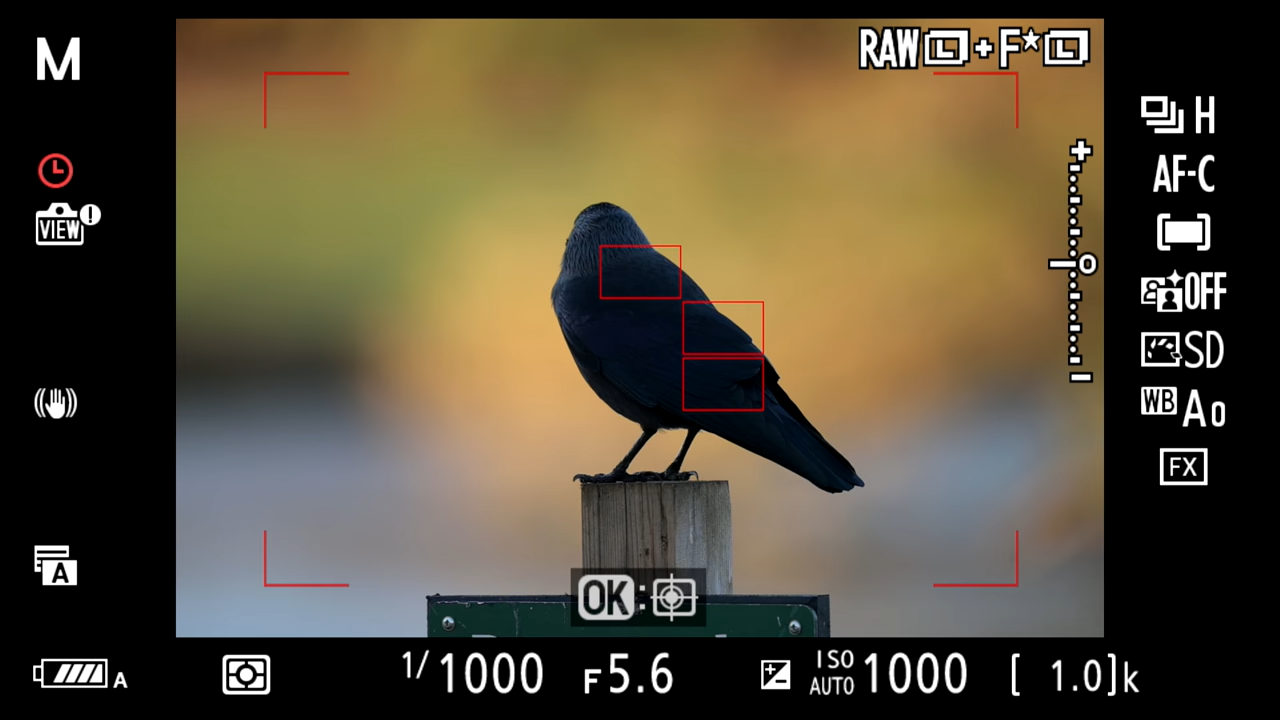 M
RAW L + F★ L
H
AF-C
VIEW !
OFF
SD
WB A0
FX
A
OK :
A
1/1000 F5.6 ISO AUTO 1000 [ 1.0]k